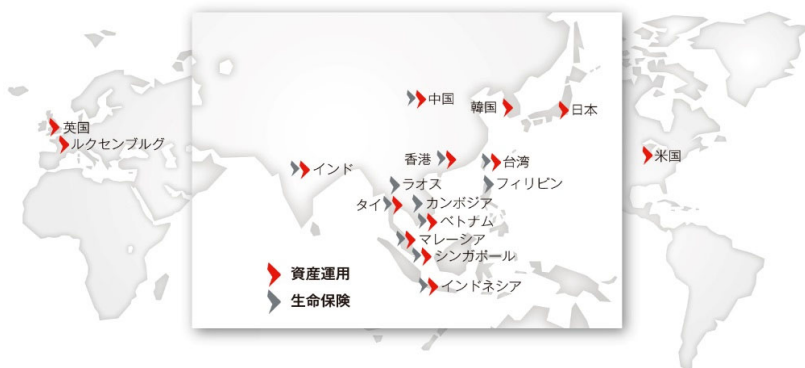 中国
韓国
日本
英国
ルクセンブルグ
米国
香港
台湾
インド
ラオス
フィリピン
タイ
カンボジア
ベトナム
マレーシア
シンガポール
資産運用
インドネシア
生命保険